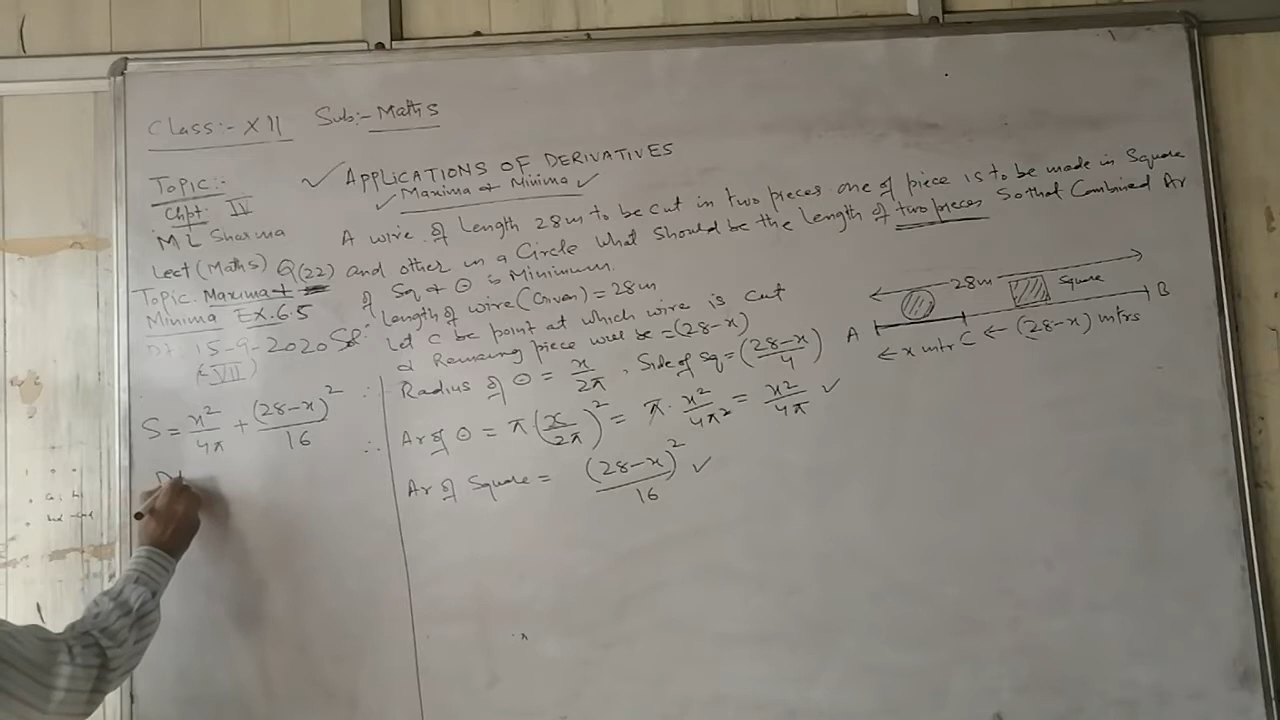 Class:- XII Sub:- Maths
Topic:- ✓ APPLICATIONS OF DERIVATIVES
✓ Maxima & Minima ✓
Chpt: IV
M L Sharma
Lect (Maths)
Topic. Maxima &
Minima EX. 6.5
Dt. 15-9-2020
(-VII)
Q(22) A wire of Length 28m to be cut in two pieces one of piece is to be made in Square
and other in a Circle What should be the Length of two pieces So that Combined Ar
of Sq & ⊙ is Minimum.
Sol: Length of wire (Given) = 28m
Let C be point at which wire is cut
& Remaing piece will be = (28-x)
Radius of ⊙ = x/2π, Side of Sq = (28-x/4)
∴ Ar of ⊙ = π(x/2π)² = π. x²/4π² = x²/4π ✓
Ar of Square = (28-x)²/16 ✓
28m
Square
A C B
x mtr (28-x) mtrs
S = x²/4π + (28-x)²/16